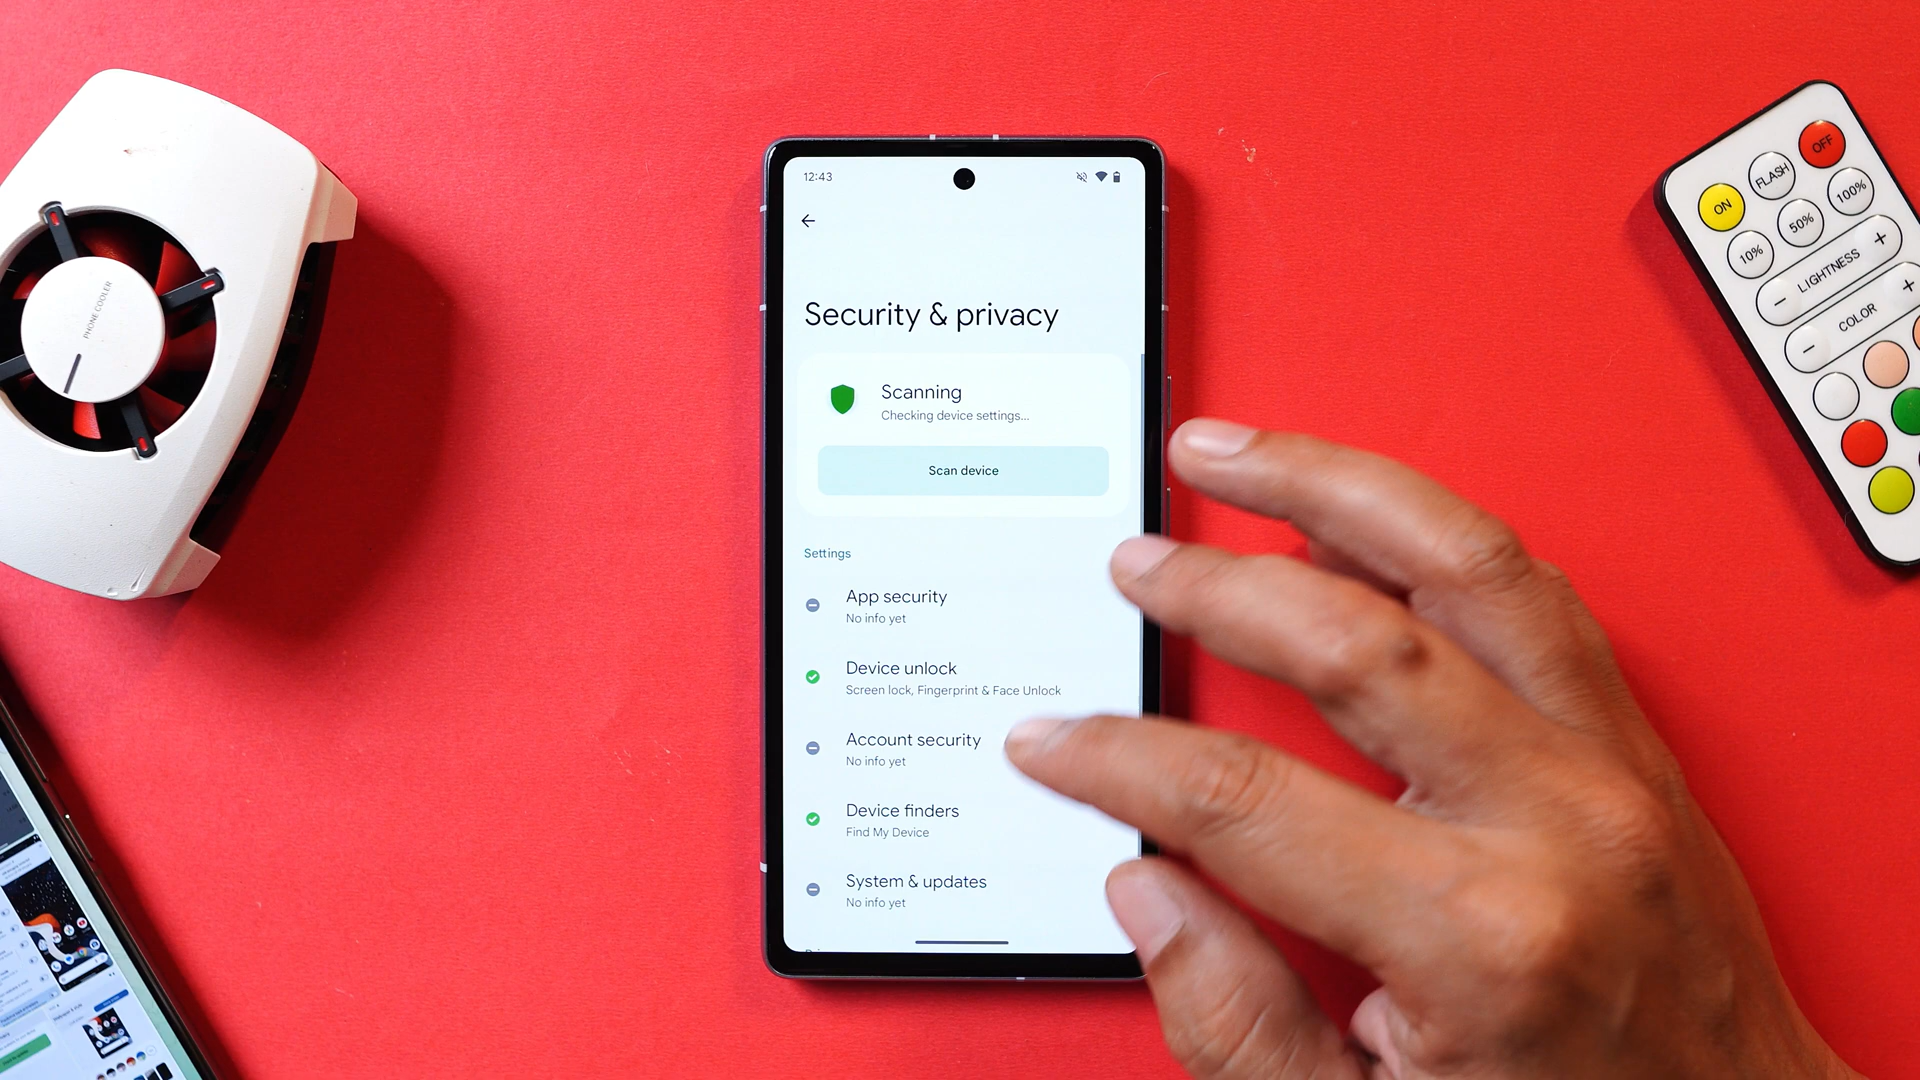 PHONE COOLER
12:43
Security & privacy
Scanning
Checking device settings...
Scan device
Settings
App security
No info yet
Device unlock
Screen lock, Fingerprint & Face Unlock
Account security
No info yet
Device finders
Find My Device
System & updates
No info yet
ON
FLASH
OFF
10%
50%
100%
− LIGHTNESS +
− COLOR +